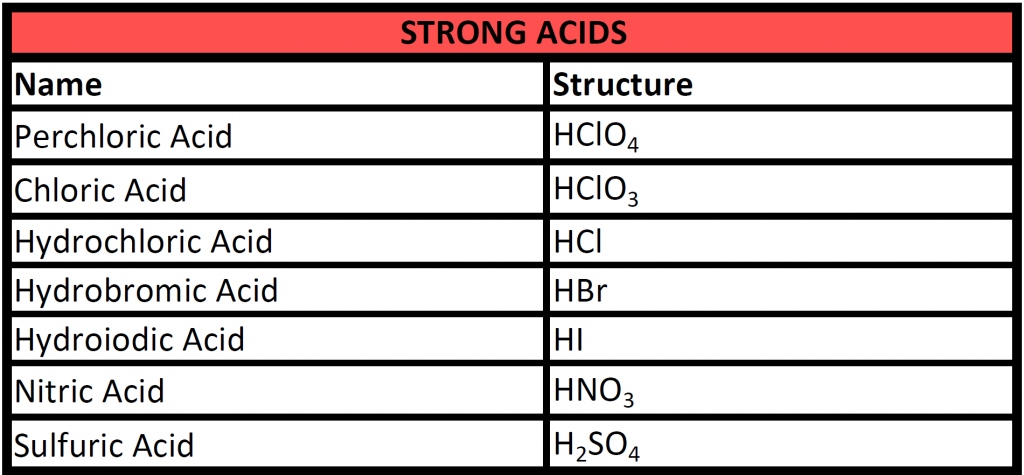 STRONG ACIDS
Name Structure
Perchloric Acid HClO₄
Chloric Acid HClO₃
Hydrochloric Acid HCl
Hydrobromic Acid HBr
Hydroiodic Acid HI
Nitric Acid HNO₃
Sulfuric Acid H₂SO₄